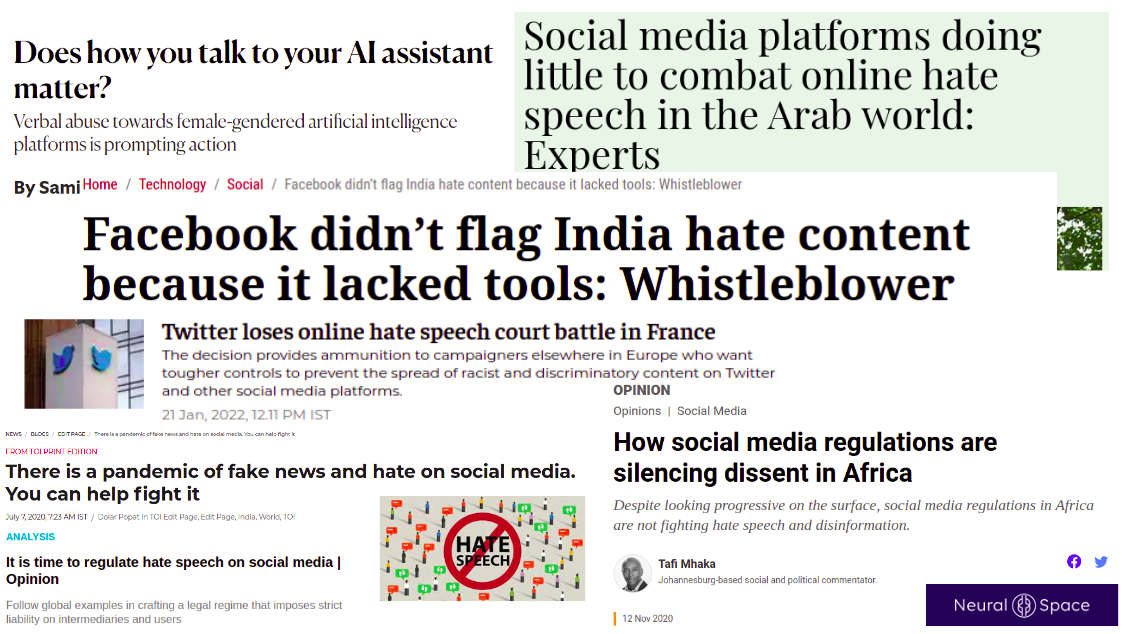 Does how you talk to your AI assistant
matter?
Verbal abuse towards female-gendered artificial intelligence
platforms is prompting action
By Sami
Social media platforms doing
little to combat online hate
speech in the Arab world:
Experts
Home / Technology / Social / Facebook didn't flag India hate content because it lacked tools: Whistleblower
Facebook didn't flag India hate content
because it lacked tools: Whistleblower
Twitter loses online hate speech court battle in France
The decision provides ammunition to campaigners elsewhere in Europe who want
tougher controls to prevent the spread of racist and discriminatory content on Twitter
and other social media platforms.
21 Jan, 2022, 12.11 PM IST
NEWS / BLOGS / EDIT PAGE / There is a pandemic of fake news and hate on social media. You can help fight it
FROM TOI PRINT EDITION
There is a pandemic of fake news and hate on social media.
You can help fight it
July 7, 2020, 7:23 AM IST / Dolar Popat in TOI Edit Page, Edit Page, India, World, TOI
ANALYSIS
It is time to regulate hate speech on social media |
Opinion
Follow global examples in crafting a legal regime that imposes strict
liability on intermediaries and users
HATE
SPEECH
OPINION
Opinions | Social Media
How social media regulations are
silencing dissent in Africa
Despite looking progressive on the surface, social media regulations in Africa
are not fighting hate speech and disinformation.
Tafi Mhaka
Johannesburg-based social and political commentator.
12 Nov 2020
Neural Space